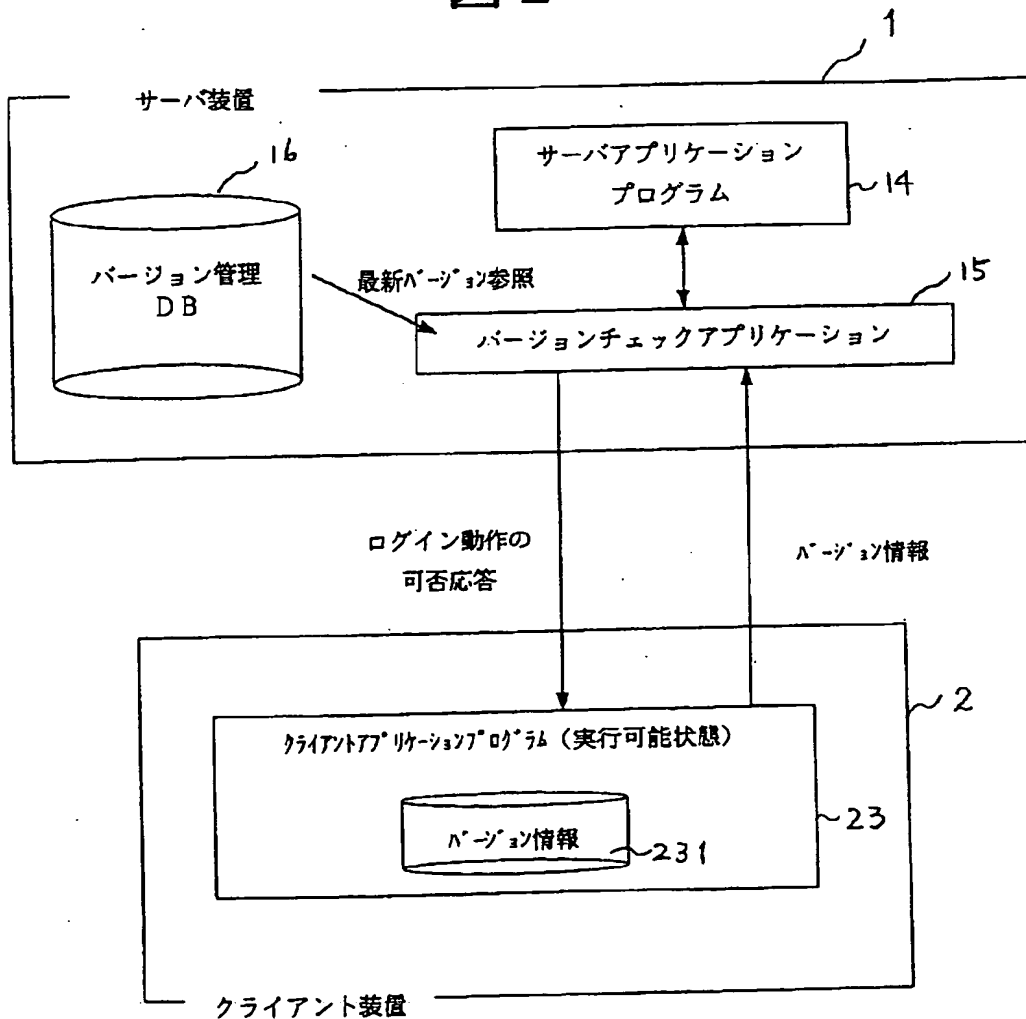 1
サーバ装置
16
サーバアプリケーション
プログラム
14
バージョン管理
DB
最新ﾊﾞｰｼﾞｮﾝ参照
15
バージョンチェックアプリケーション
ログイン動作の
可否応答
ﾊﾞｰｼﾞｮﾝ情報
2
ｸﾗｲｱﾝﾄｱﾌﾟﾘｹｰｼｮﾝﾌﾟﾛｸﾞﾗﾑ（実行可能状態）
23
ﾊﾞｰｼﾞｮﾝ情報
231
クライアント装置